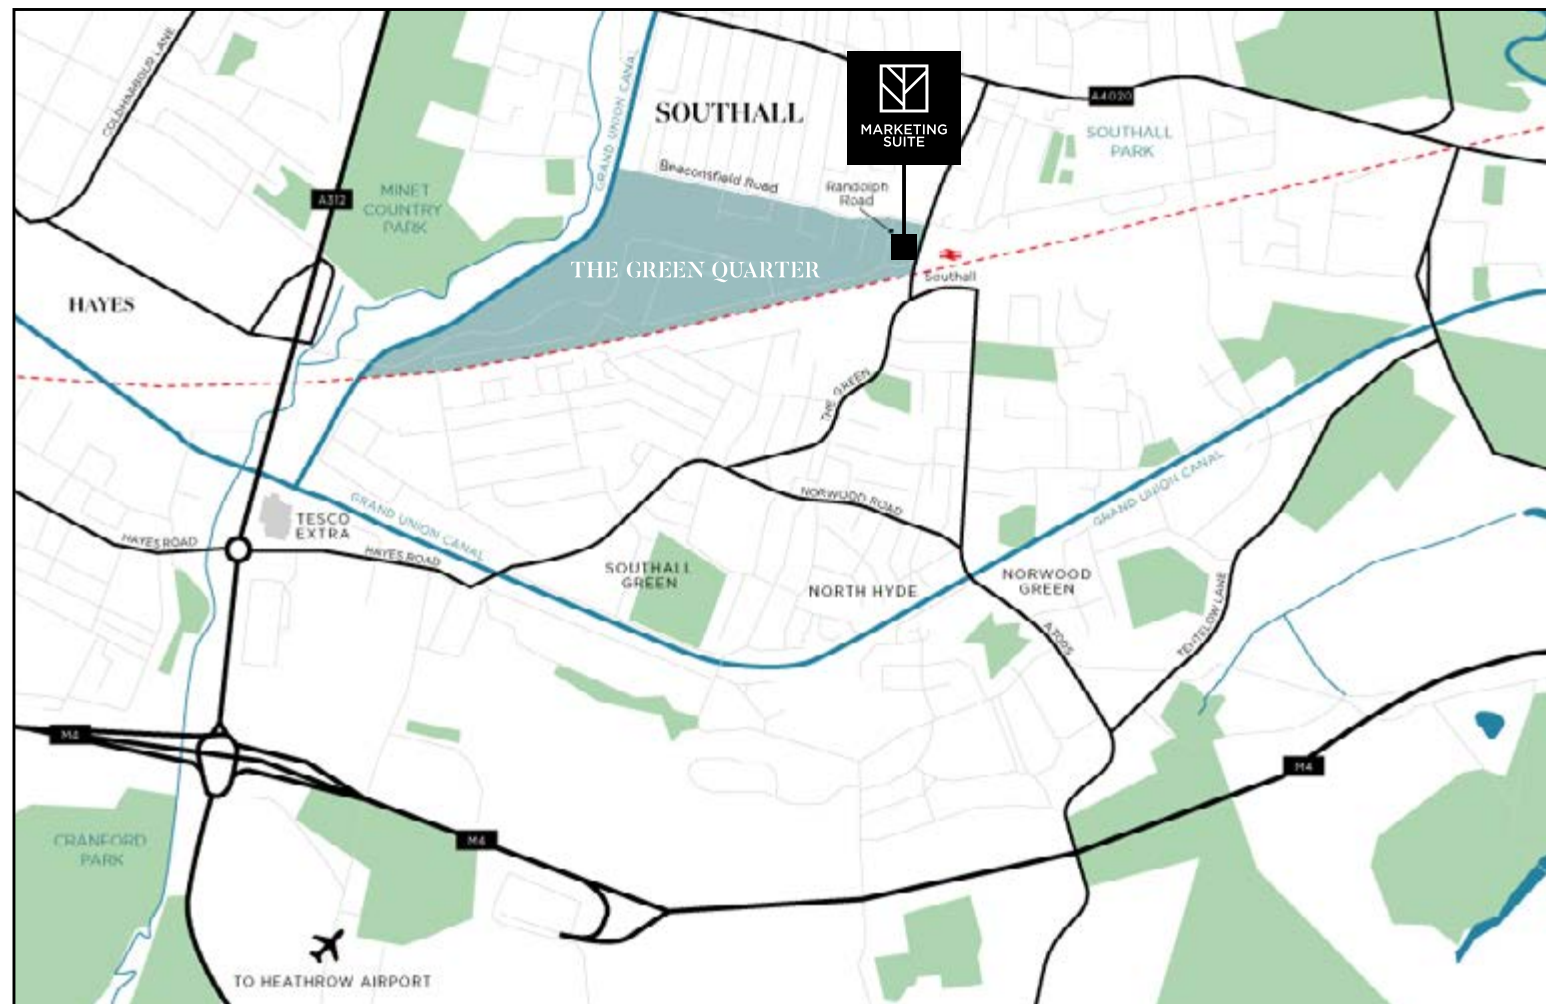 COLDHARBOUR LANE
GRAND UNION CANAL
SOUTHALL
MARKETING
SUITE
A4020
SOUTHALL
PARK
Beaconsfield Road
Randolph
Road
A312
MINET
COUNTRY
PARK
THE GREEN QUARTER
Southall
HAYES
THE GREEN
NORWOOD ROAD
GRAND UNION CANAL
TESCO
EXTRA
GRAND UNION CANAL
HAYES ROAD
HAYES ROAD
SOUTHALL
GREEN
NORTH HYDE
NORWOOD
GREEN
A3005
TENTELOW LANE
M4
M4
M4
CRANFORD
PARK
TO HEATHROW AIRPORT